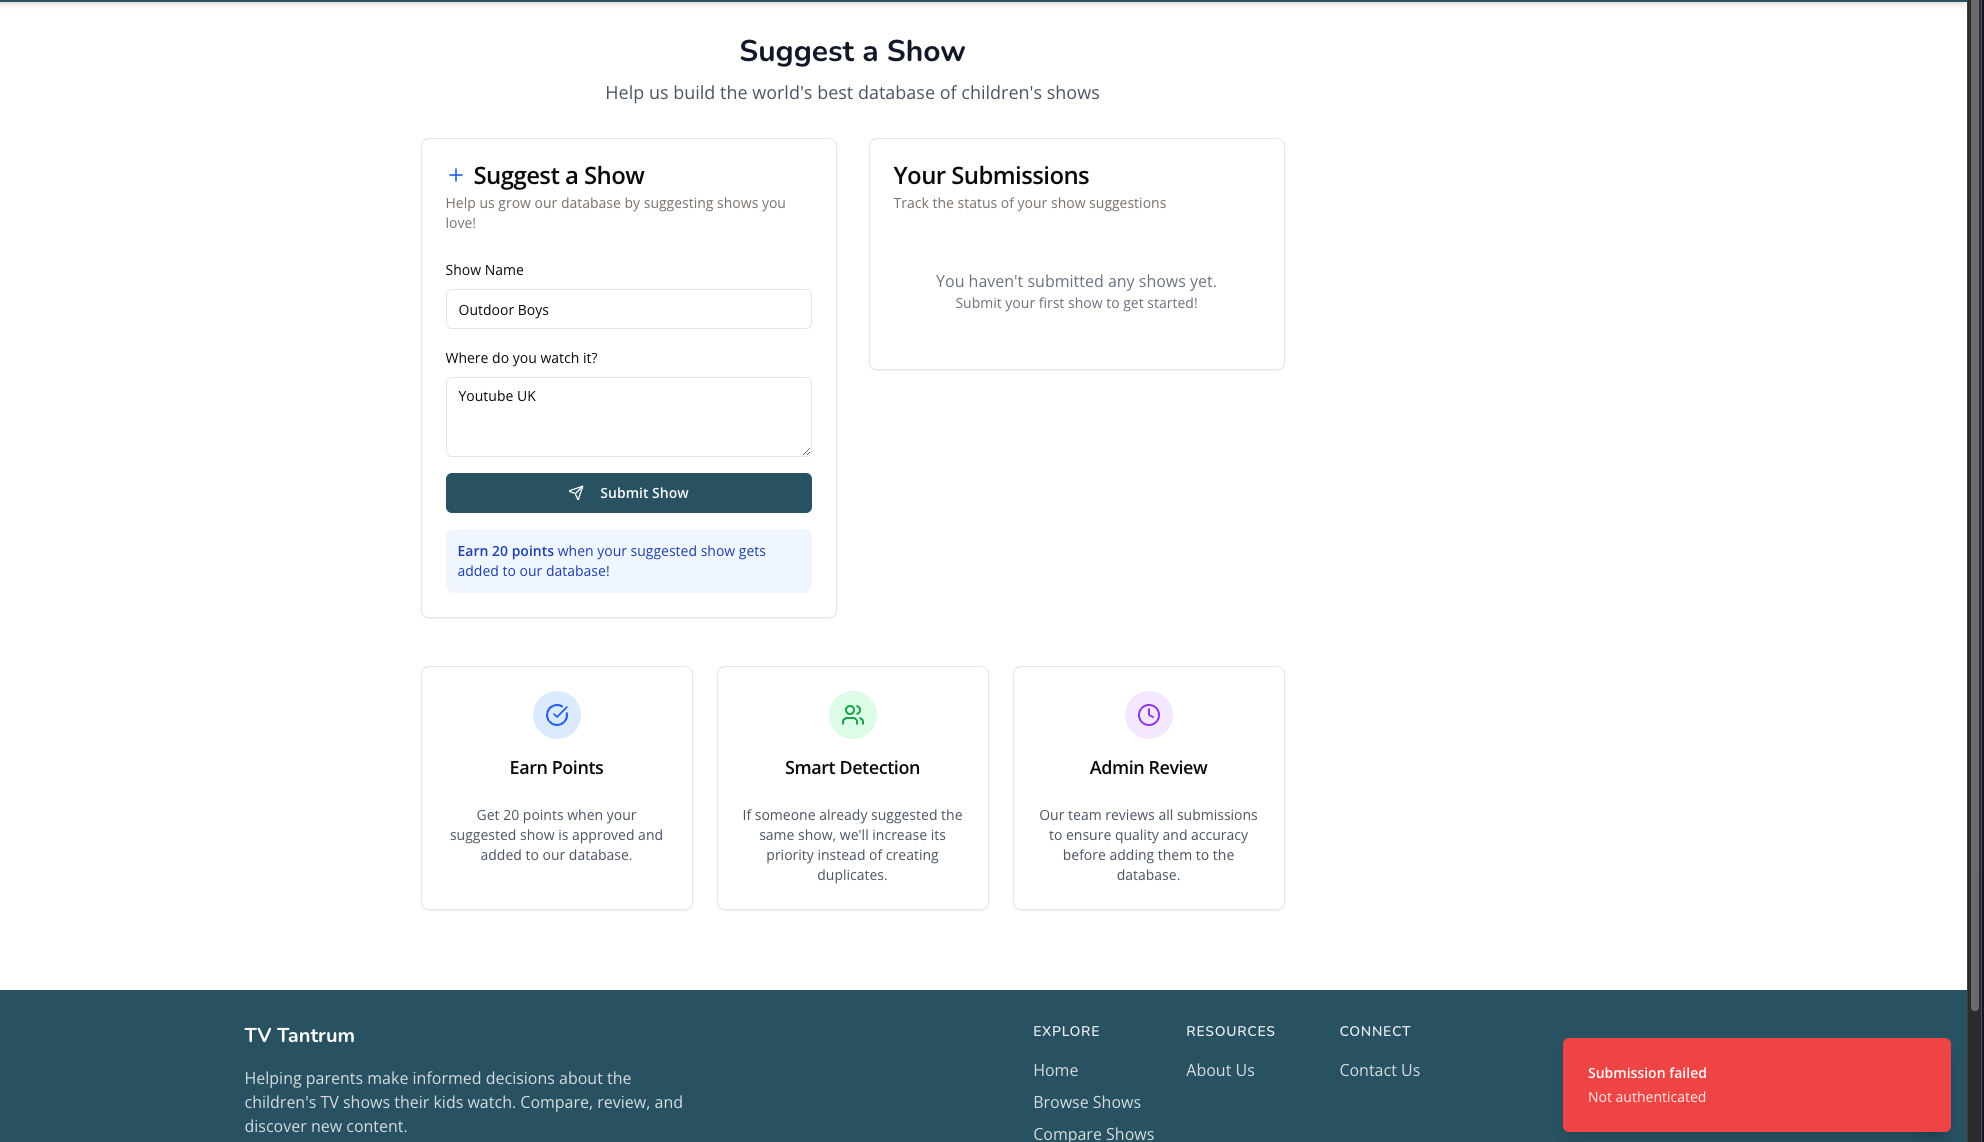 Suggest a Show
Help us build the world's best database of children's shows
Suggest a Show
Help us grow our database by suggesting shows you
love!
Show Name
Outdoor Boys
Where do you watch it?
Youtube UK
Submit Show
Earn 20 points when your suggested show gets
added to our database!
Your Submissions
Track the status of your show suggestions
You haven't submitted any shows yet.
Submit your first show to get started!
Earn Points
Get 20 points when your
suggested show is approved and
added to our database.
Smart Detection
If someone already suggested the
same show, we'll increase its
priority instead of creating
duplicates.
Admin Review
Our team reviews all submissions
to ensure quality and accuracy
before adding them to the
database.
TV Tantrum
Helping parents make informed decisions about the
children's TV shows their kids watch. Compare, review, and
discover new content.
EXPLORE
Home
Browse Shows
Compare Shows
RESOURCES
About Us
CONNECT
Contact Us
Submission failed
Not authenticated